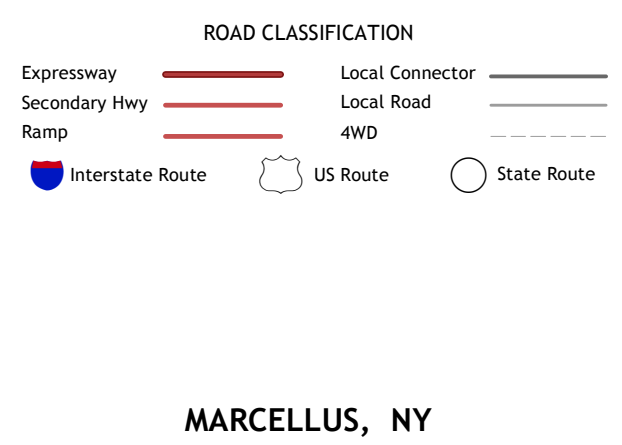 ROAD CLASSIFICATION
Expressway
Local Connector
Secondary Hwy
Local Road
Ramp
4WD
Interstate Route
US Route
State Route
MARCELLUS, NY